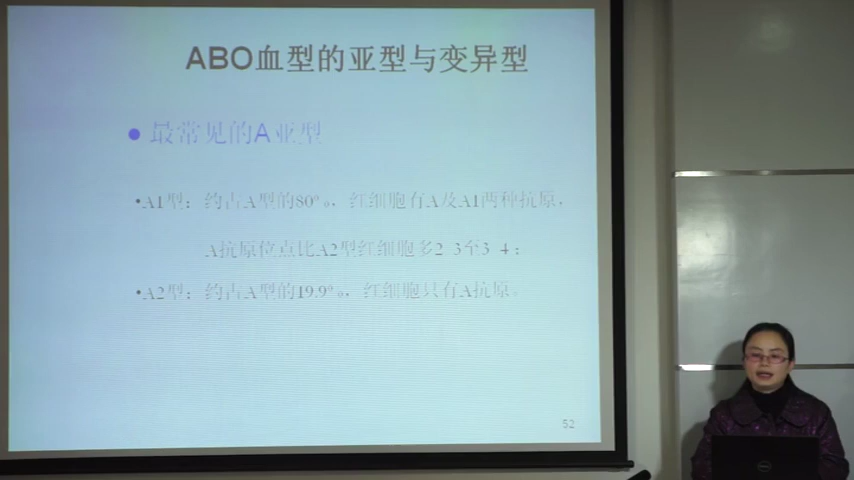 ABO血型的亚型与变异型
●最常见的A亚型
•A1型：约占A型的80%，红细胞有A及A1两种抗原，
A抗原位点比A2型红细胞多2 3至3 4；
•A2型：约占A型的19.9%，红细胞只有A抗原。
52
DELL